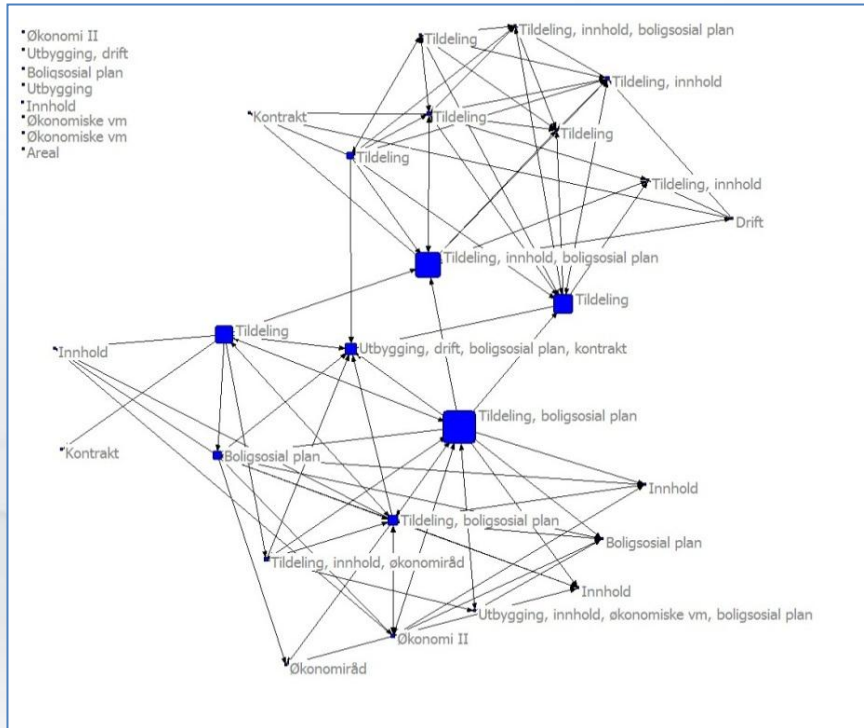 Økonomi II
Utbygging, drift
Boligsosial plan
Utbygging
Innhold
Økonomiske vm
Økonomiske vm
Areal
Tildeling, innhold, boligsosial plan
Tildeling
Tildeling, innhold
Kontrakt
Tildeling
Tildeling
Tildeling
Tildeling, innhold
Drift
Tildeling, innhold, boligsosial plan
Tildeling
Tildeling
Innhold
Utbygging, drift, boligsosial plan, kontrakt
Tildeling, boligsosial plan
Kontrakt
Boligsosial plan
Innhold
Tildeling, boligsosial plan
Boligsosial plan
Tildeling, innhold, økonomiråd
Innhold
Utbygging, innhold, økonomiske vm, boligsosial plan
Økonomi II
Økonomiråd